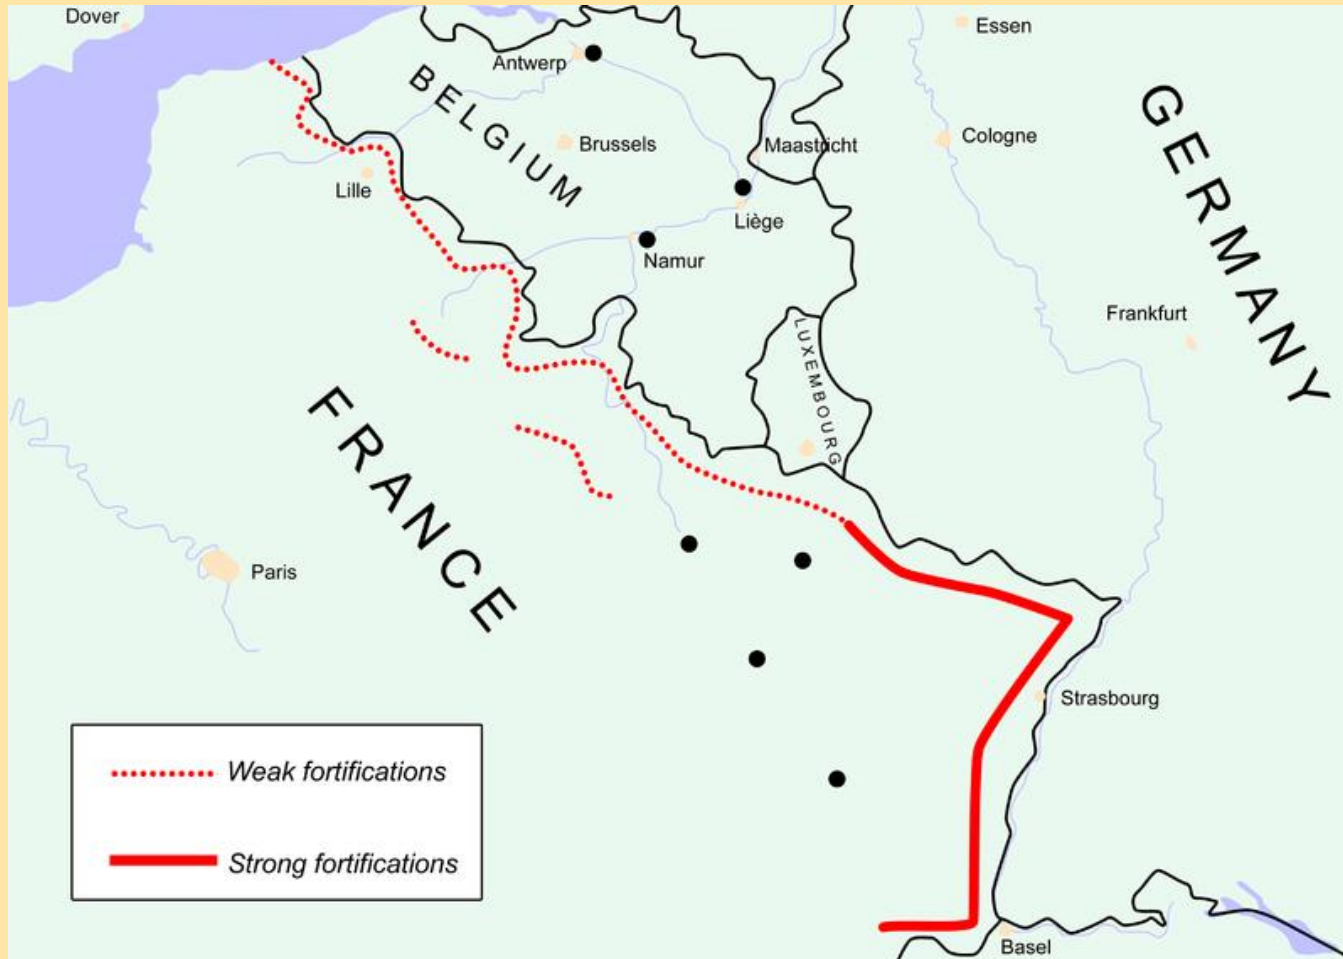 Dover
Essen
Antwerp
BELGIUM
Brussels
Maastricht
Cologne
GERMANY
Lille
Liège
Namur
Frankfurt
LUXEMBOURG
FRANCE
Paris
Strasbourg
Weak fortifications
Strong fortifications
Basel